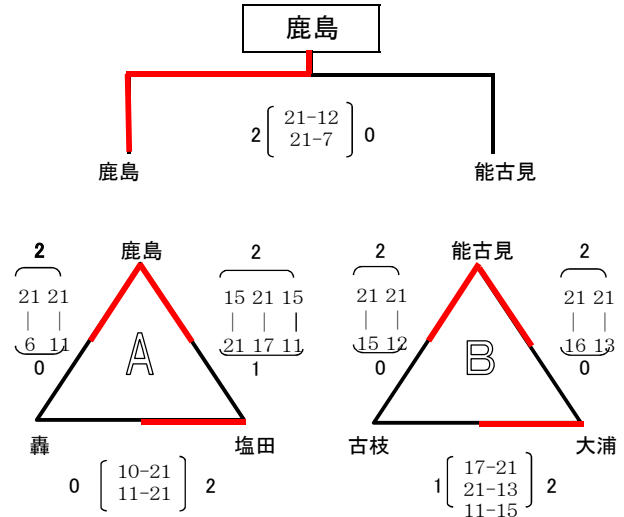 鹿島
21-12
2 21-7 0
鹿島 能古見
2 鹿島 2 2 能古見 2
21 21 15 21 15 21 21 21 21
| | | | | | | | |
6 11 A 21 17 11 15 12 B 16 13
0 1 0 0
轟 塩田 古枝 大浦
10-21 17-21
0 11-21 2 1 21-13 2
11-15